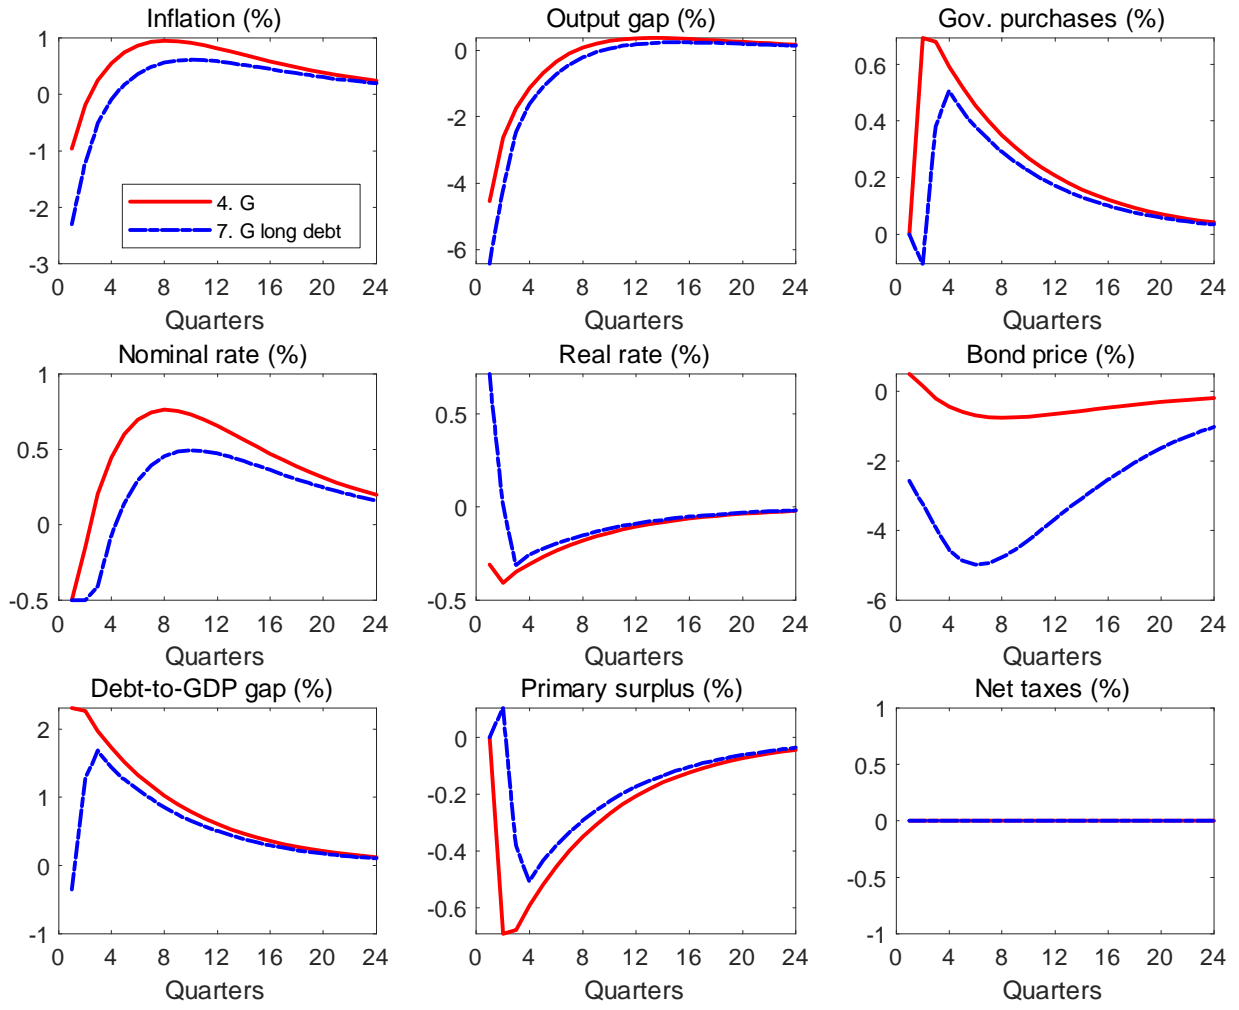 Inflation (%)
1
0
-1
-2
-3
4. G
7. G long debt
0 4 8 12 16 20 24
Quarters
Output gap (%)
0
-2
-4
-6
0 4 8 12 16 20 24
Quarters
Gov. purchases (%)
0.6
0.4
0.2
0
0 4 8 12 16 20 24
Quarters
Nominal rate (%)
1
0.5
0
-0.5
0 4 8 12 16 20 24
Quarters
Real rate (%)
0.5
0
-0.5
0 4 8 12 16 20 24
Quarters
Bond price (%)
0
-2
-4
-6
0 4 8 12 16 20 24
Quarters
Debt-to-GDP gap (%)
2
1
0
-1
0 4 8 12 16 20 24
Quarters
Primary surplus (%)
0
-0.2
-0.4
-0.6
0 4 8 12 16 20 24
Quarters
Net taxes (%)
1
0.5
0
-0.5
-1
0 4 8 12 16 20 24
Quarters